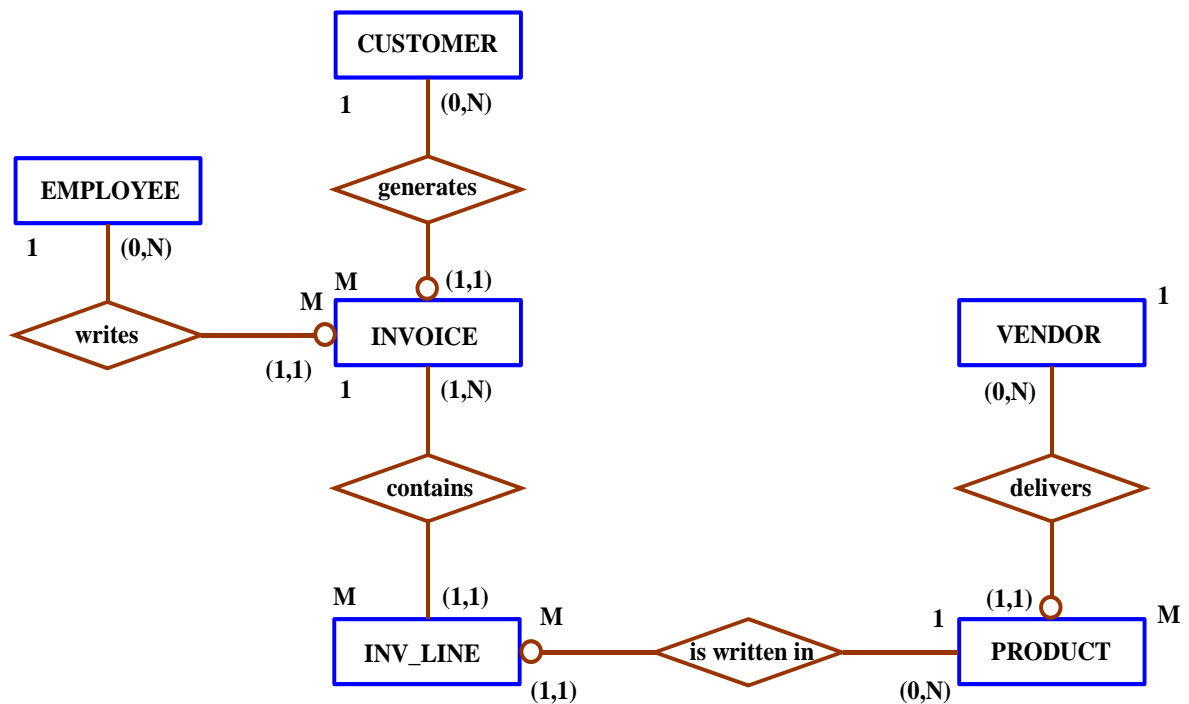 CUSTOMER
1 (0,N)
generates
EMPLOYEE
1 (0,N)
M (1,1)
M
writes
INVOICE
(1,1)
1 (1,N)
VENDOR 1
(0,N)
contains
delivers
M (1,1)
M
(1,1)
1
M
INV_LINE
is written in
PRODUCT
(1,1)
(0,N)